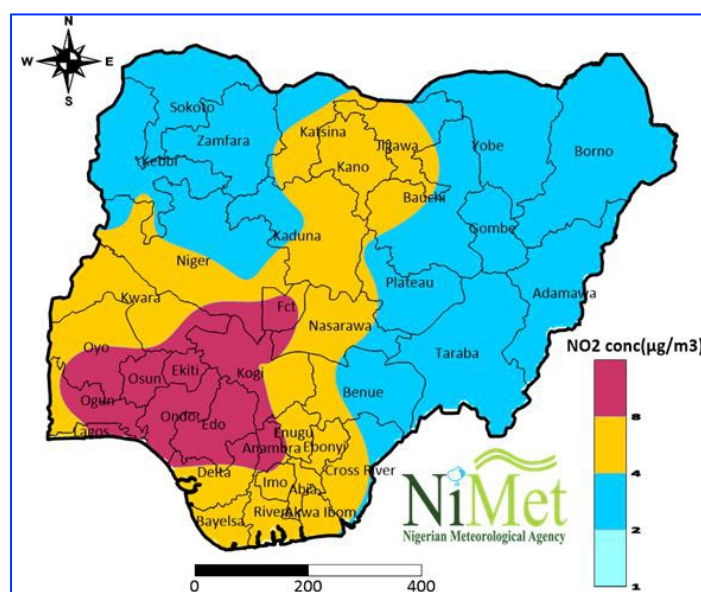 N
W E
S
Sokoto
Zamfara
Kebbi
Katsina
Jigawa
Kano
Yobe
Borno
Bauchi
Gombe
Kaduna
Niger
Plateau
Adamawa
Kwara
Fct
Nasarawa
Taraba
Oyo
Osun
Ekiti
Kogi
Benue
Ogun
Ondo
Edo
Lagos
Enugu
Anambra
Ebonyi
Delta
Cross River
Imo
Abia
Bayelsa
Rivers
Akwa Ibom
NO2 conc(µg/m3)
8
4
2
1
NiMet
Nigerian Meteorological Agency
0 200 400